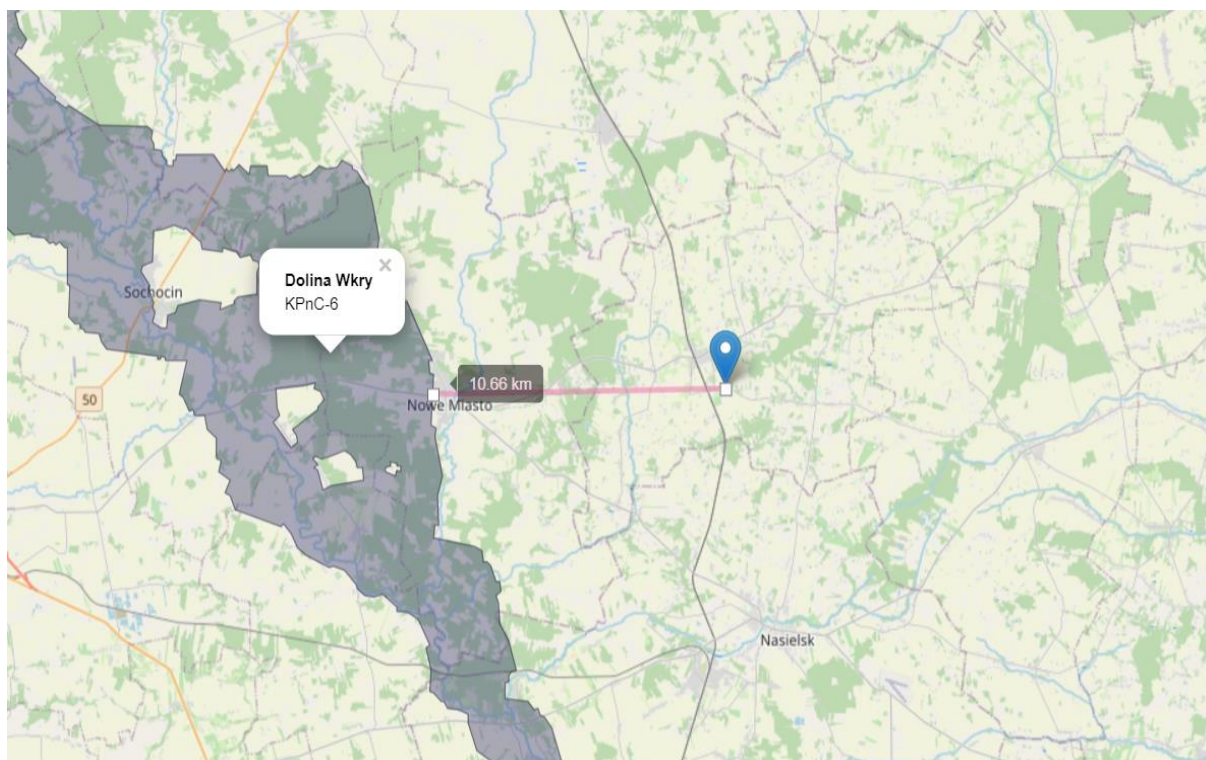 Dolina Wkry
×
KPnC-6
Sochocin
10.66 km
50
Nowe Miasto
Nasielsk